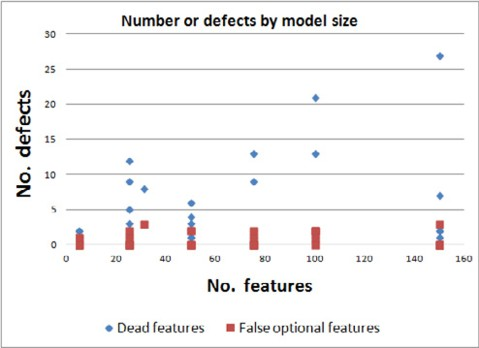 Number or defects by model size
30
25
20
15
10
5
0
No. defects
0 20 40 60 80 100 120 140 160
No. features
Dead features False optional features